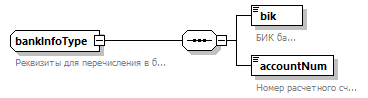 bankInfoType
Реквизиты для перечисления в б...
bik
БИК ба...
accountNum
Номер расчетного сч...